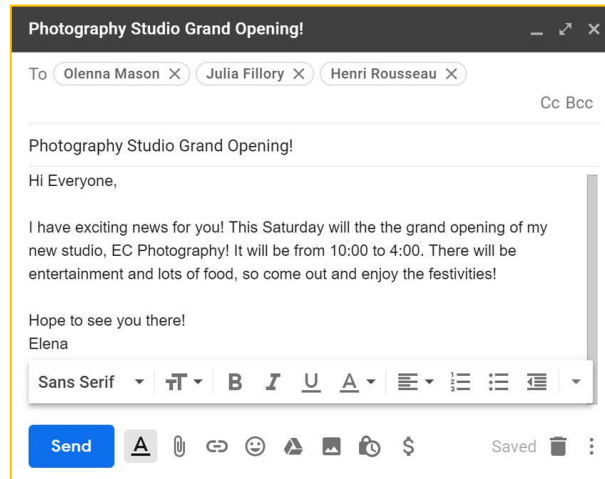 Photography Studio Grand Opening!
To Olenna Mason Julia Fillory Henri Rousseau
Cc Bcc
Photography Studio Grand Opening!
Hi Everyone,
I have exciting news for you! This Saturday will the the grand opening of my
new studio, EC Photography! It will be from 10:00 to 4:00. There will be
entertainment and lots of food, so come out and enjoy the festivities!
Hope to see you there!
Elena
Sans Serif
Send Saved